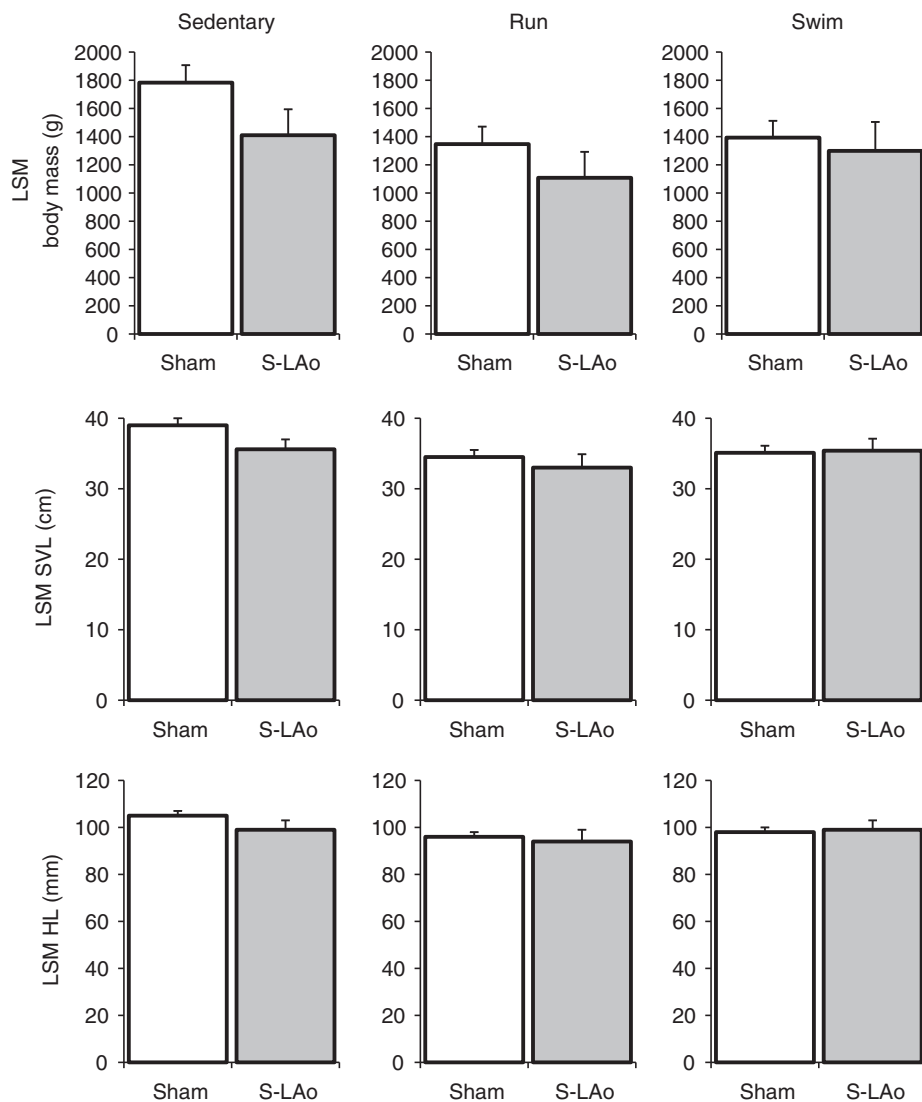 Sedentary Run Swim
2000 2000 2000
1800 1800 1800
1600 1600 1600
1400 1400 1400
1200 1200 1200
1000 1000 1000
800 800 800
600 600 600
400 400 400
200 200 200
0 0 0
LSM
body mass (g)
Sham S-LAo Sham S-LAo Sham S-LAo
40 40 40
30 30 30
20 20 20
10 10 10
0 0 0
LSM SVL (cm)
Sham S-LAo Sham S-LAo Sham S-LAo
120 120 120
100 100 100
80 80 80
60 60 60
40 40 40
20 20 20
0 0 0
LSM HL (mm)
Sham S-LAo Sham S-LAo Sham S-LAo